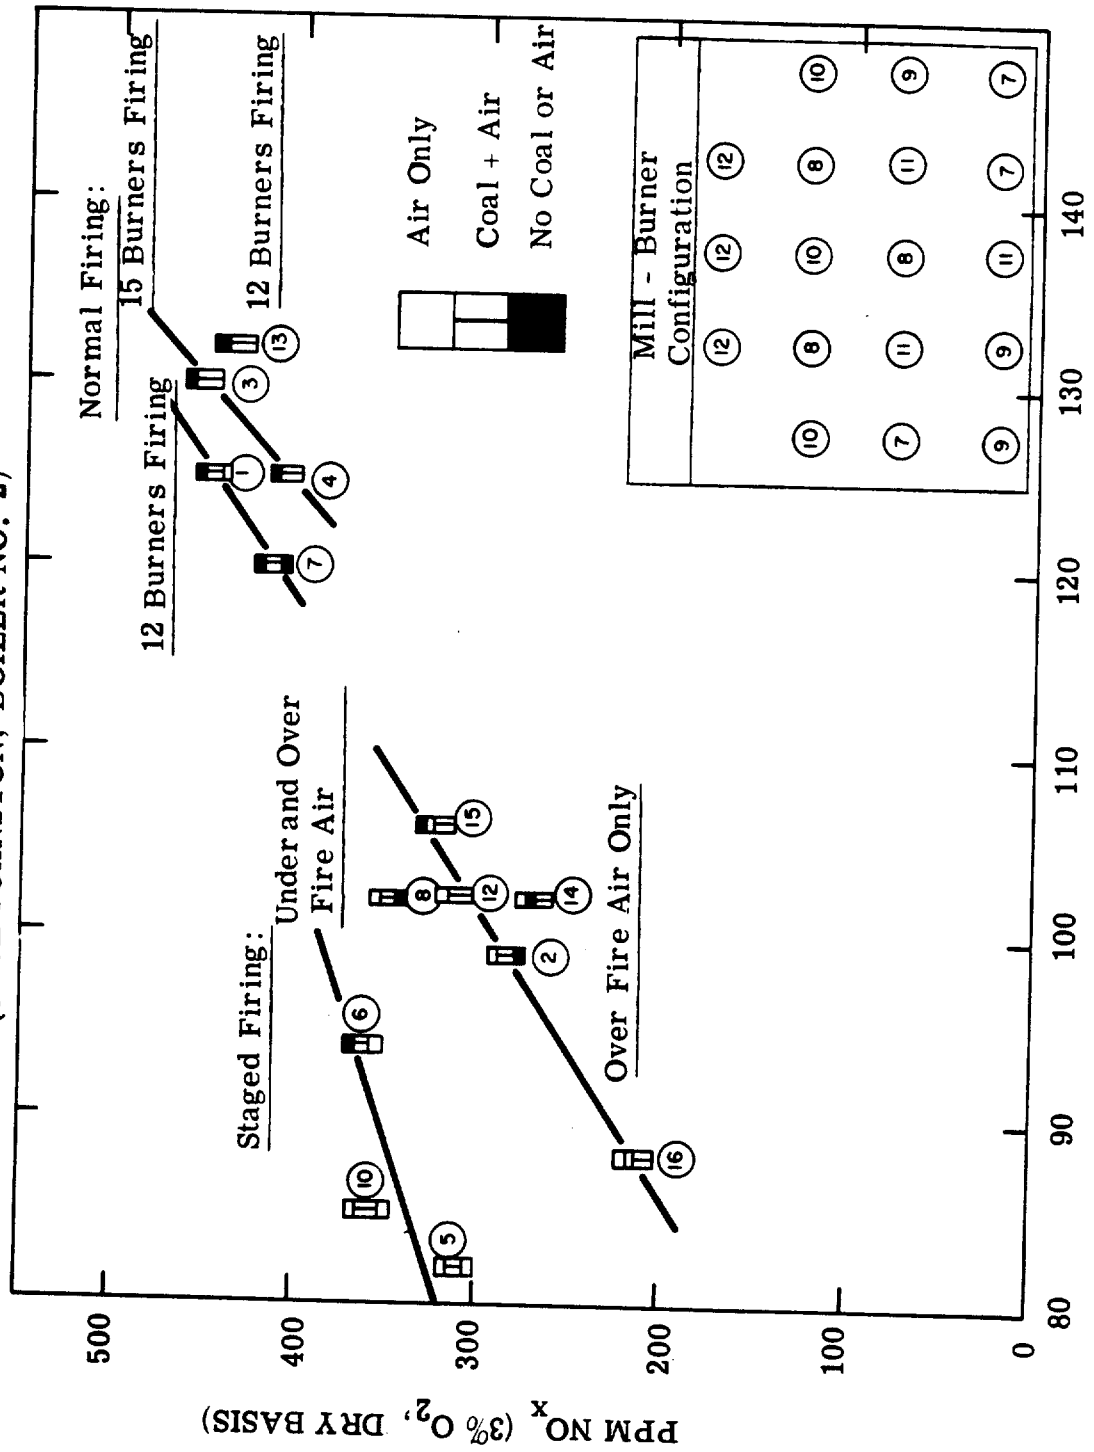 Normal Firing:
15 Burners Firing
12 Burners Firing
12 Burners Firing
Staged Firing:
Under and Over
Fire Air
Over Fire Air Only
Air Only
Coal + Air
No Coal or Air
1
3
13
4
7
6
10
5
8
12
15
14
2
16
Mill - Burner
Configuration
12 12 12
10 8 10 8 10
7 11 8 11 9
9 9 11 7 7
500
400
300
200
100
0
PPM NOx (3% O2, DRY BASIS)
80 90 100 110 120 130 140